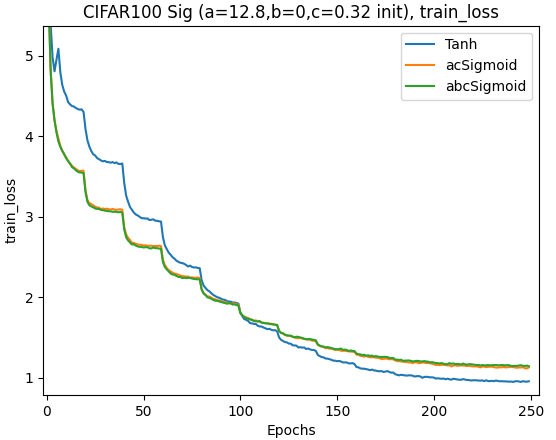 CIFAR100 Sig (a=12.8,b=0,c=0.32 init), train_loss
Tanh
acSigmoid
abcSigmoid
5
4
3
2
1
train_loss
0 50 100 150 200 250
Epochs